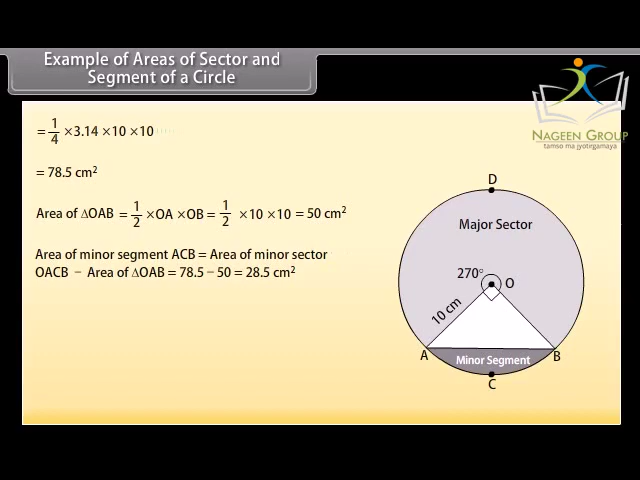 Example of Areas of Sector and
Segment of a Circle
NAGEEN GROUP
tamso ma jyotirgamaya
= 1/4 ×3.14 ×10 ×10
= 78.5 cm²
Area of △OAB = 1/2 ×OA ×OB = 1/2 ×10 ×10 = 50 cm²
Area of minor segment ACB = Area of minor sector
OACB − Area of △OAB = 78.5 − 50 = 28.5 cm²
D
Major Sector
270°
O
10 cm
A
B
Minor Segment
C